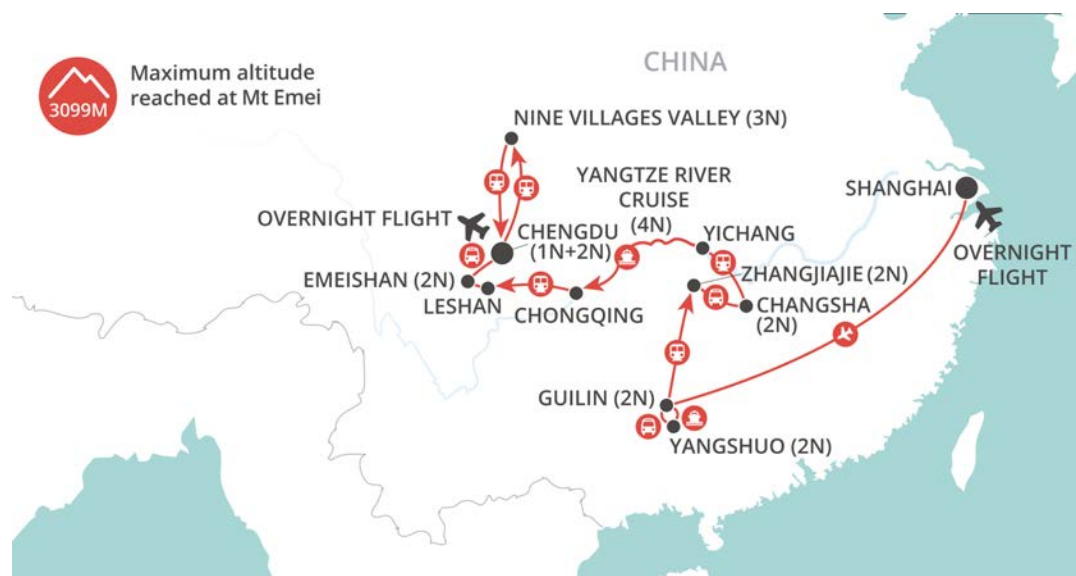 Maximum altitude
reached at Mt Emei
3099M
CHINA
NINE VILLAGES VALLEY (3N)
YANGTZE RIVER
CRUISE
(4N)
SHANGHAI
OVERNIGHT FLIGHT
CHENGDU
(1N+2N)
YICHANG
OVERNIGHT
FLIGHT
EMEISHAN (2N)
ZHANGJIAJIE (2N)
LESHAN
CHONGQING
CHANGSHA
(2N)
GUILIN (2N)
YANGSHUO (2N)